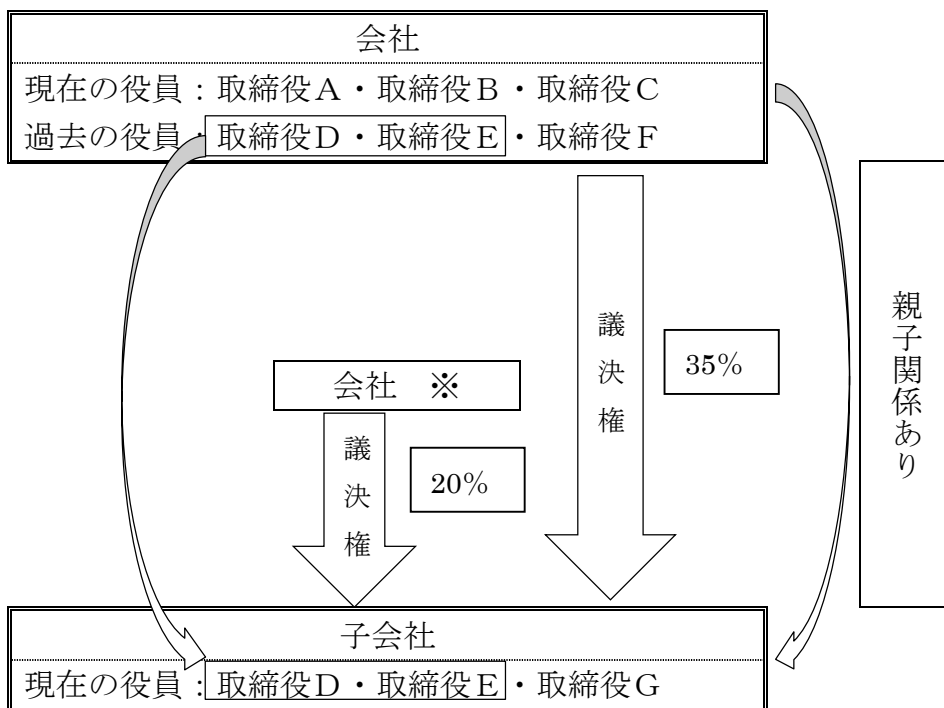 会社
現在の役員：取締役A・取締役B・取締役C
過去の役員：取締役D・取締役E・取締役F
議決権
35%
親子関係あり
会社　※
議決権
20%
子会社
現在の役員：取締役D・取締役E・取締役G